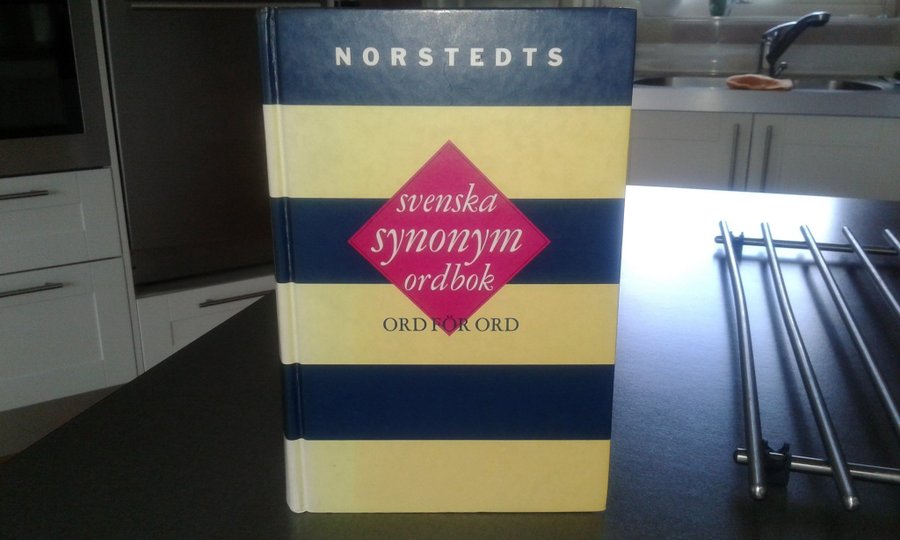 NORSTEDTS
svenska
synonym
ordbok
ORD FÖR ORD